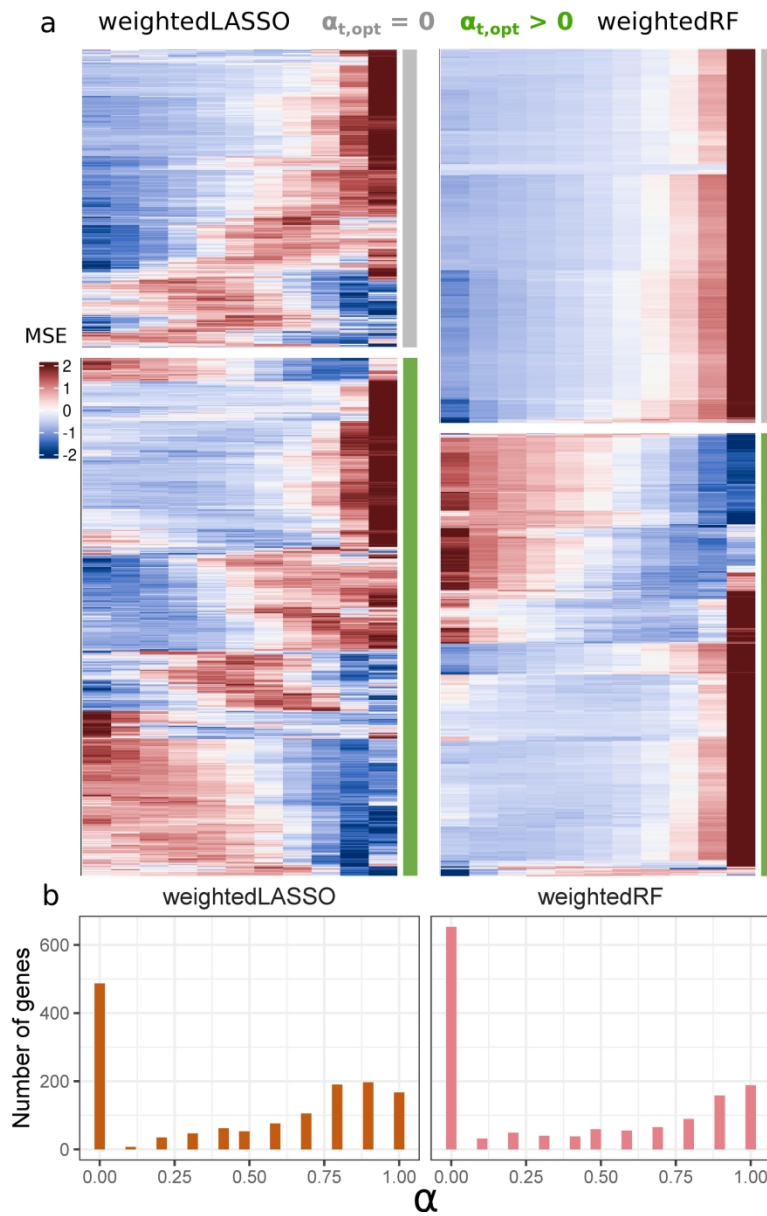 a weightedLASSO αt,opt = 0 αt,opt > 0 weightedRF
MSE
2
1
0
-1
-2
b weightedLASSO weightedRF
Number of genes
600
400
200
0
0.00 0.25 0.50 0.75 1.00 0.00 0.25 0.50 0.75 1.00
α